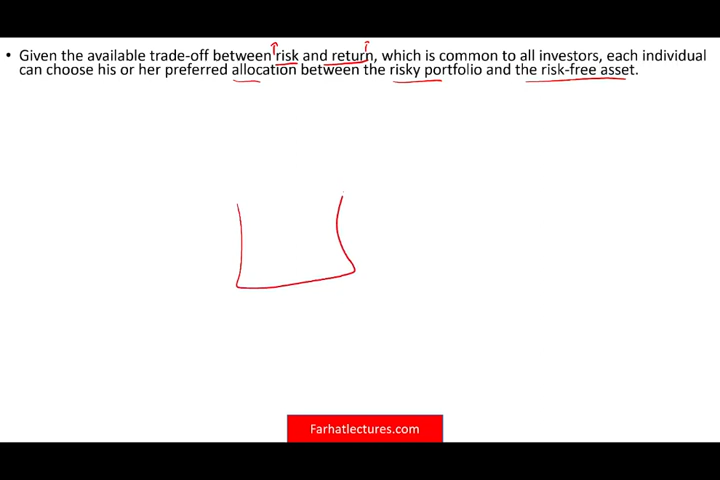 • Given the available trade-off between risk and return, which is common to all investors, each individual
can choose his or her preferred allocation between the risky portfolio and the risk-free asset.
Farhatlectures.com